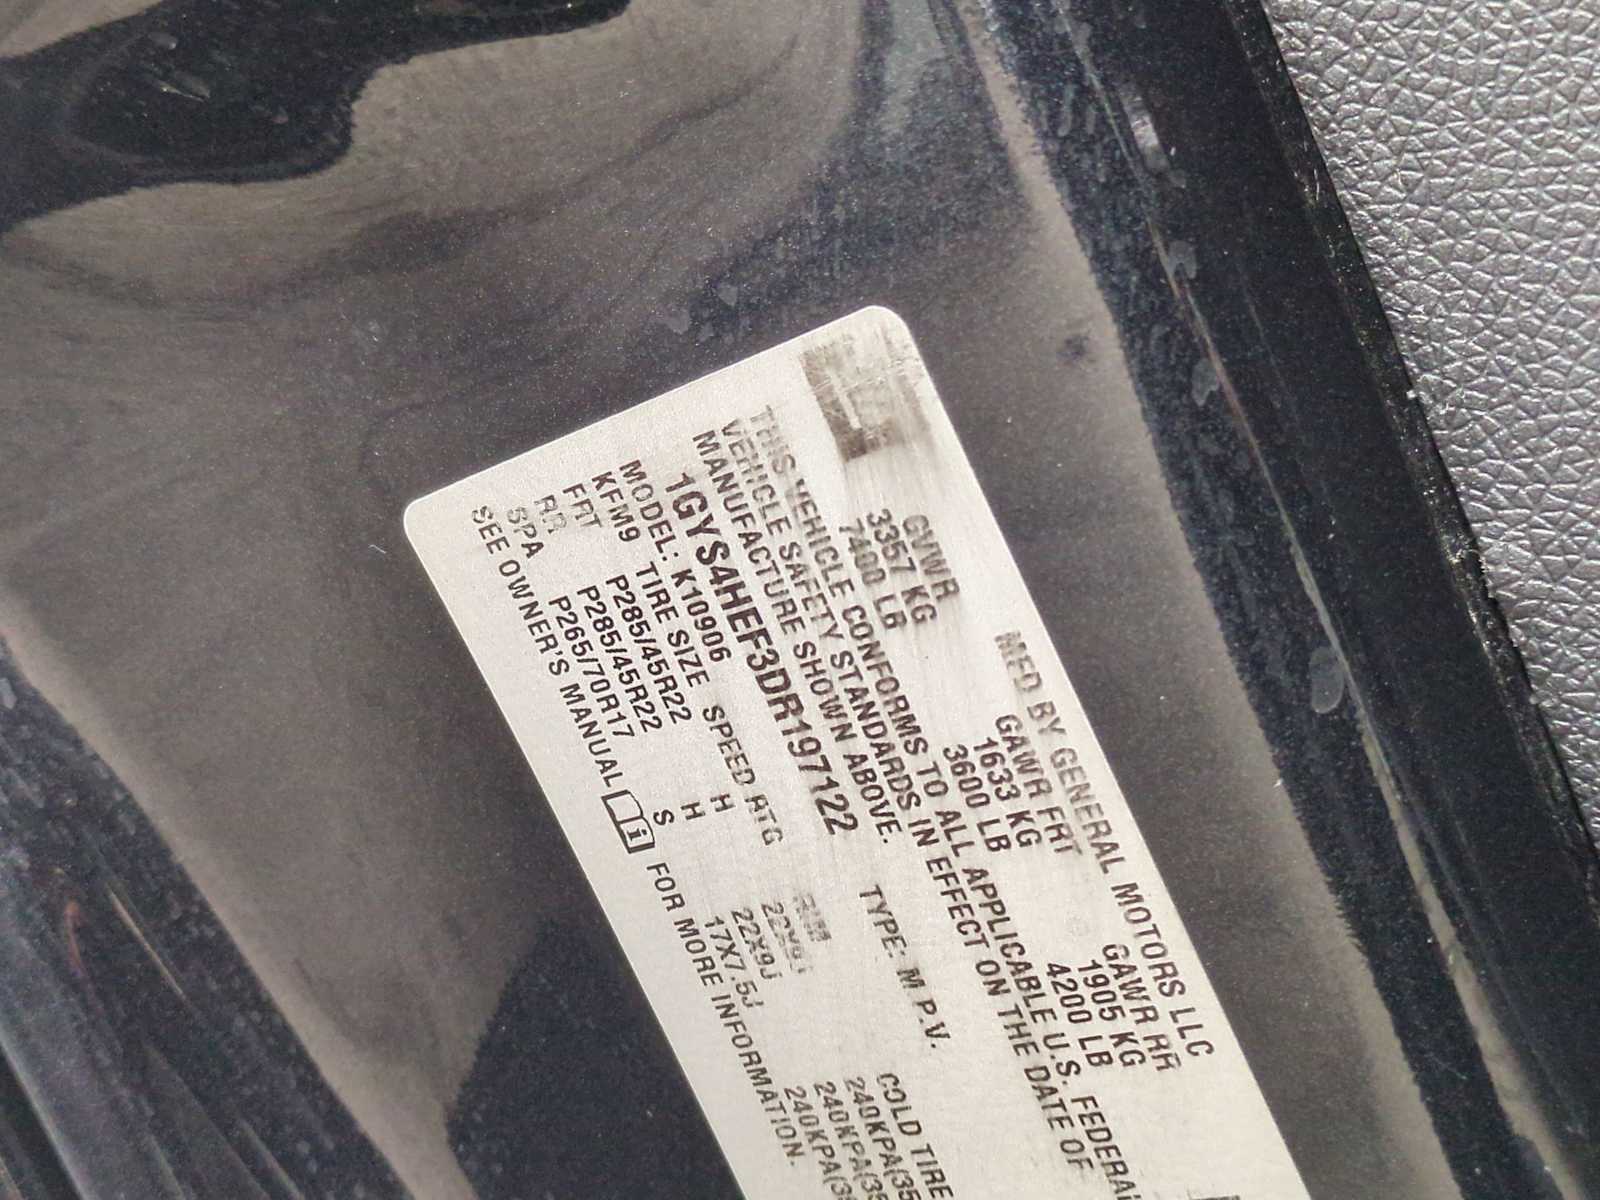 MFD BY GENERAL MOTORS LLC
GVWR GAWR FRT GAWR RR
3357 KG 1633 KG 1905 KG
7400 LB 3600 LB 4200 LB
THIS VEHICLE CONFORMS TO ALL APPLICABLE U.S. FEDERAL
VEHICLE SAFETY STANDARDS IN EFFECT ON THE DATE OF
MANUFACTURE SHOWN ABOVE.
1GYS4HEF3DR197122 TYPE: M.P.V.
MODEL: K10906
KFM9 TIRE SIZE SPEED RTG RIM COLD TIRE
FRT P285/45R22 H 22X9J 240KPA(35
RR P285/45R22 H 22X9J 240KPA(35
SPA P265/70R17 S 17X7.5J 240KPA(35
SEE OWNER'S MANUAL FOR MORE INFORMATION.